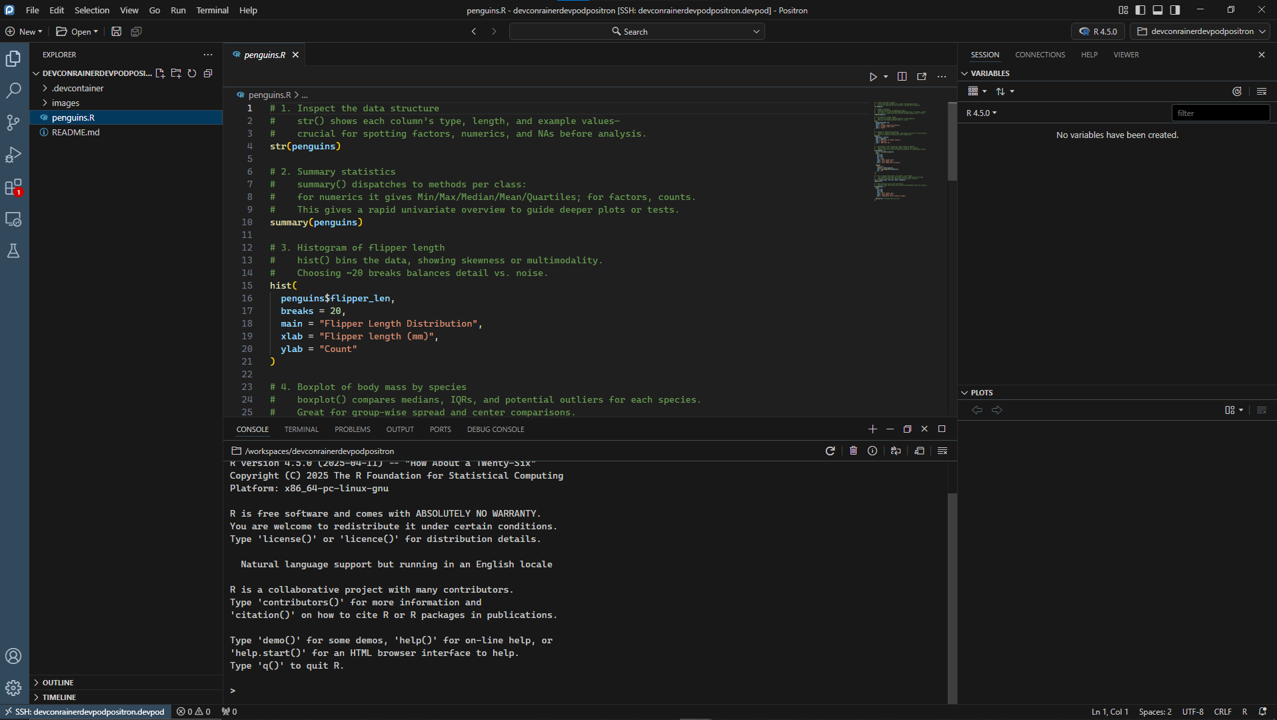 File Edit Selection View Go Run Terminal Help
penguins.R - devconrainerdevpodpositron [SSH: devconrainerdevpodpositron.devpod] - Positron
New
Open
Search
R 4.5.0
devconrainerdevpodpositron
EXPLORER
DEVCONRAINERDEVPODPOSI...
.devcontainer
images
penguins.R
README.md
1
OUTLINE
TIMELINE
penguins.R
penguins.R > ...
1 # 1. Inspect the data structure
2 #    str() shows each column's type, length, and example values—
3 #    crucial for spotting factors, numerics, and NAs before analysis.
4 str(penguins)
5
6 # 2. Summary statistics
7 #    summary() dispatches to methods per class:
8 #    for numerics it gives Min/Max/Median/Mean/Quartiles; for factors, counts.
9 #    This gives a rapid univariate overview to guide deeper plots or tests.
10 summary(penguins)
11
12 # 3. Histogram of flipper length
13 #    hist() bins the data, showing skewness or multimodality.
14 #    Choosing ~20 breaks balances detail vs. noise.
15 hist(
16   penguins$flipper_len,
17   breaks = 20,
18   main = "Flipper Length Distribution",
19   xlab = "Flipper length (mm)",
20   ylab = "Count"
21 )
22
23 # 4. Boxplot of body mass by species
24 #    boxplot() compares medians, IQRs, and potential outliers for each species.
25 #    Great for group-wise spread and center comparisons.
CONSOLE TERMINAL PROBLEMS OUTPUT PORTS DEBUG CONSOLE
/workspaces/devconrainerdevpodpositron
R version 4.5.0 (2025-04-11) -- "How About a Twenty-Six"
Copyright (C) 2025 The R Foundation for Statistical Computing
Platform: x86_64-pc-linux-gnu
R is free software and comes with ABSOLUTELY NO WARRANTY.
You are welcome to redistribute it under certain conditions.
Type 'license()' or 'licence()' for distribution details.
Natural language support but running in an English locale
R is a collaborative project with many contributors.
Type 'contributors()' for more information and
'citation()' on how to cite R or R packages in publications.
Type 'demo()' for some demos, 'help()' for on-line help, or
'help.start()' for an HTML browser interface to help.
Type 'q()' to quit R.
>
SESSION CONNECTIONS HELP VIEWER
VARIABLES
R 4.5.0
filter
No variables have been created.
PLOTS
SSH: devconrainerdevpodpositron.devpod 0 0 0
Ln 1, Col 1 Spaces: 2 UTF-8 CRLF R